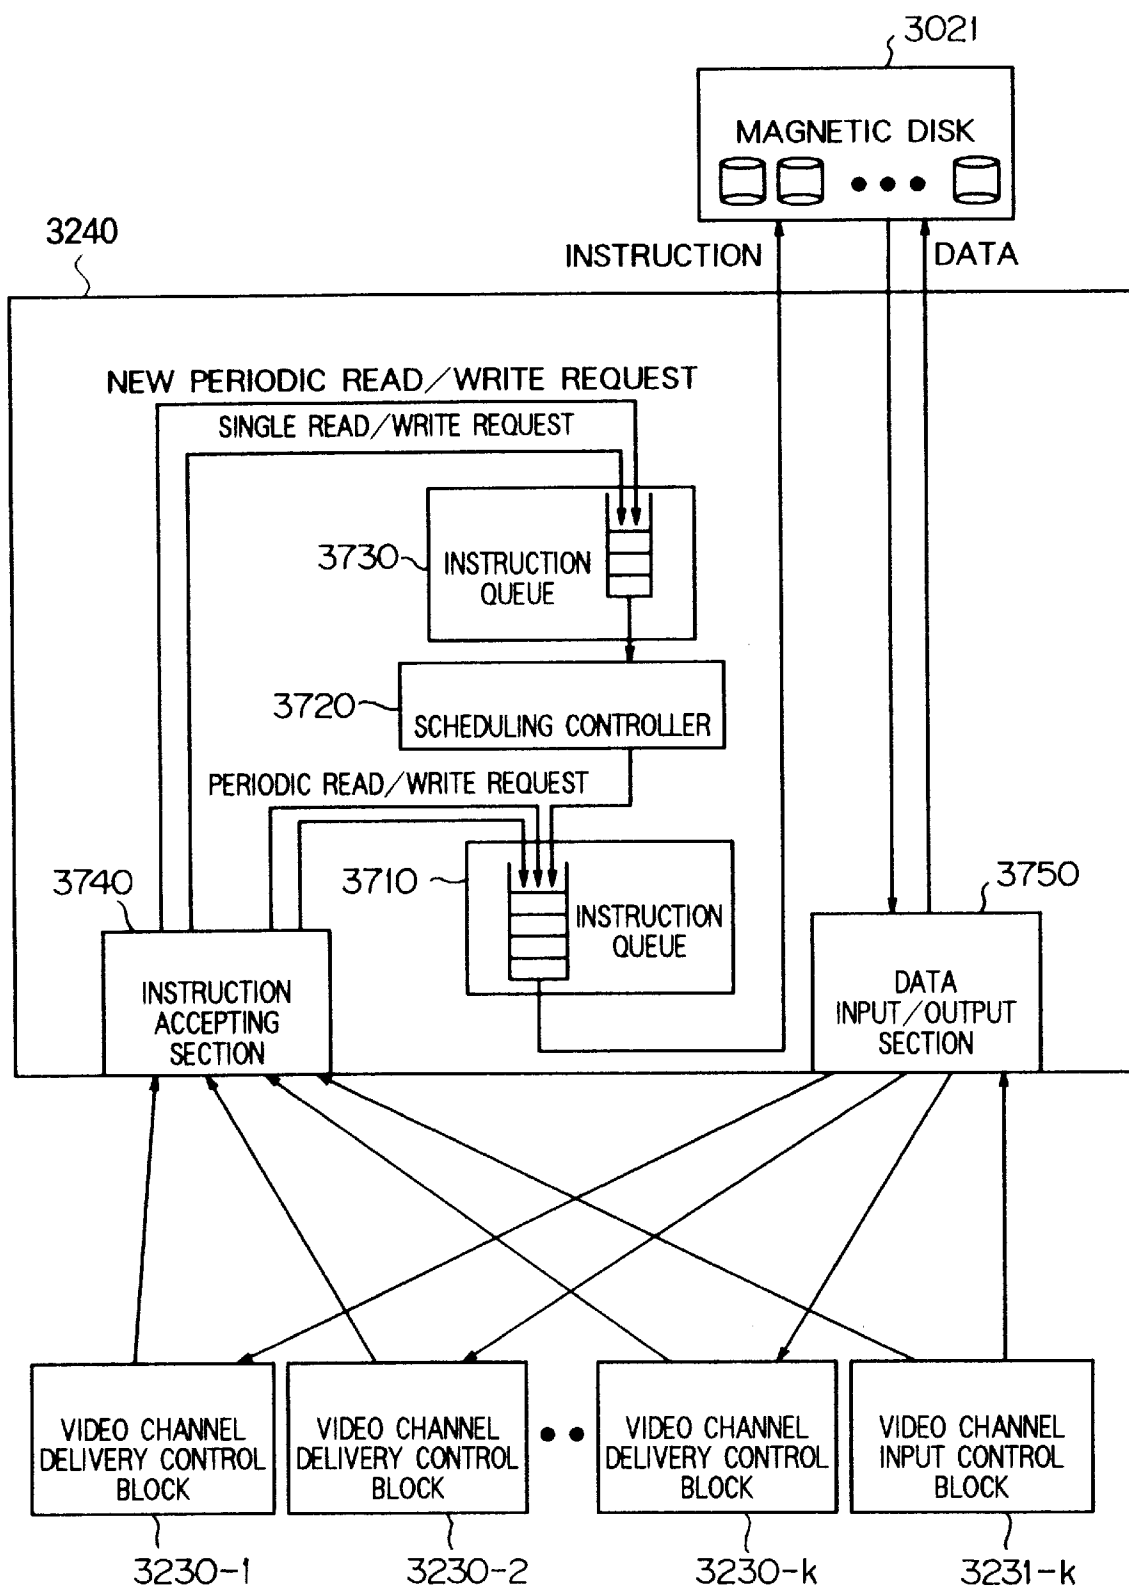 3021
MAGNETIC DISK
3240
INSTRUCTION
DATA
NEW PERIODIC READ/WRITE REQUEST
SINGLE READ/WRITE REQUEST
3730
INSTRUCTION
QUEUE
3720
SCHEDULING CONTROLLER
PERIODIC READ/WRITE REQUEST
3740
3710
3750
INSTRUCTION
QUEUE
INSTRUCTION
ACCEPTING
SECTION
DATA
INPUT/OUTPUT
SECTION
VIDEO CHANNEL
DELIVERY CONTROL
BLOCK
VIDEO CHANNEL
DELIVERY CONTROL
BLOCK
VIDEO CHANNEL
DELIVERY CONTROL
BLOCK
VIDEO CHANNEL
INPUT CONTROL
BLOCK
3230-1
3230-2
3230-k
3231-k